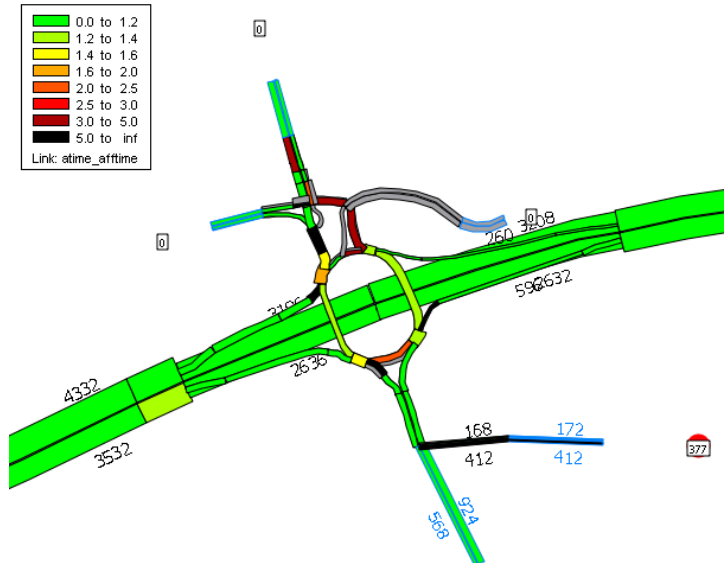 0.0 to 1.2
1.2 to 1.4
1.4 to 1.6
1.6 to 2.0
2.0 to 2.5
2.5 to 3.0
3.0 to 5.0
5.0 to inf
Link: atime_afftime
0
0
0
260
3208
2632
4332
3532
2636
168
412
172
412
377
924
568